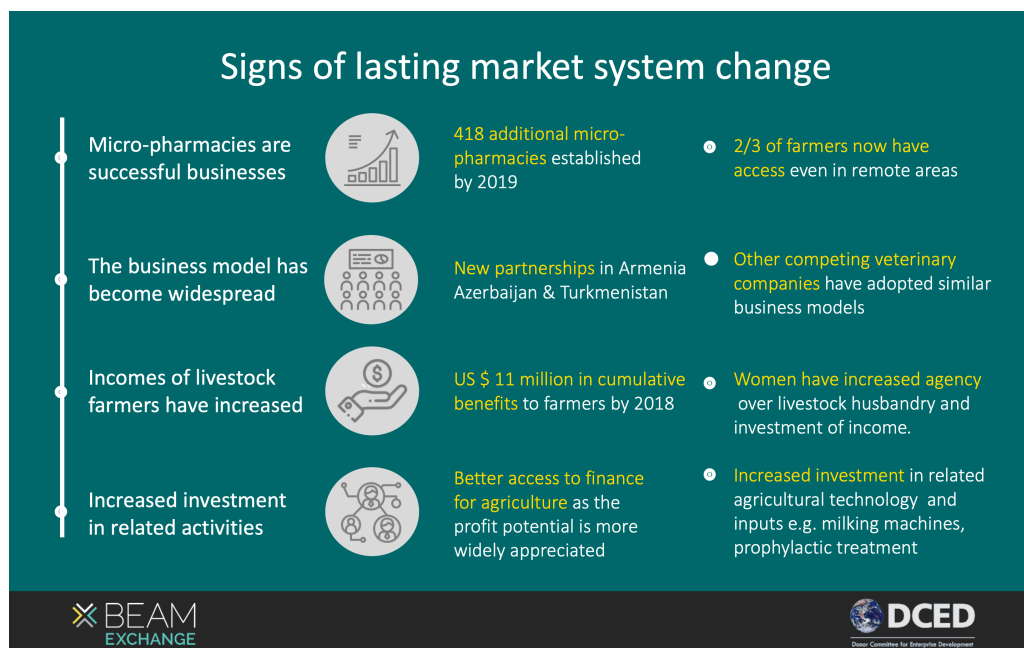 Signs of lasting market system change
Micro-pharmacies are
successful businesses
418 additional micro-
pharmacies established
by 2019
2/3 of farmers now have
access even in remote areas
The business model has
become widespread
New partnerships in Armenia
Azerbaijan & Turkmenistan
Other competing veterinary
companies have adopted similar
business models
Incomes of livestock
farmers have increased
$
US $ 11 million in cumulative
benefits to farmers by 2018
Women have increased agency
over livestock husbandry and
investment of income.
Increased investment
in related activities
Better access to finance
for agriculture as the
profit potential is more
widely appreciated
Increased investment in related
agricultural technology and
inputs e.g. milking machines,
prophylactic treatment
BEAM
EXCHANGE
DCED
Donor Committee for Enterprise Development